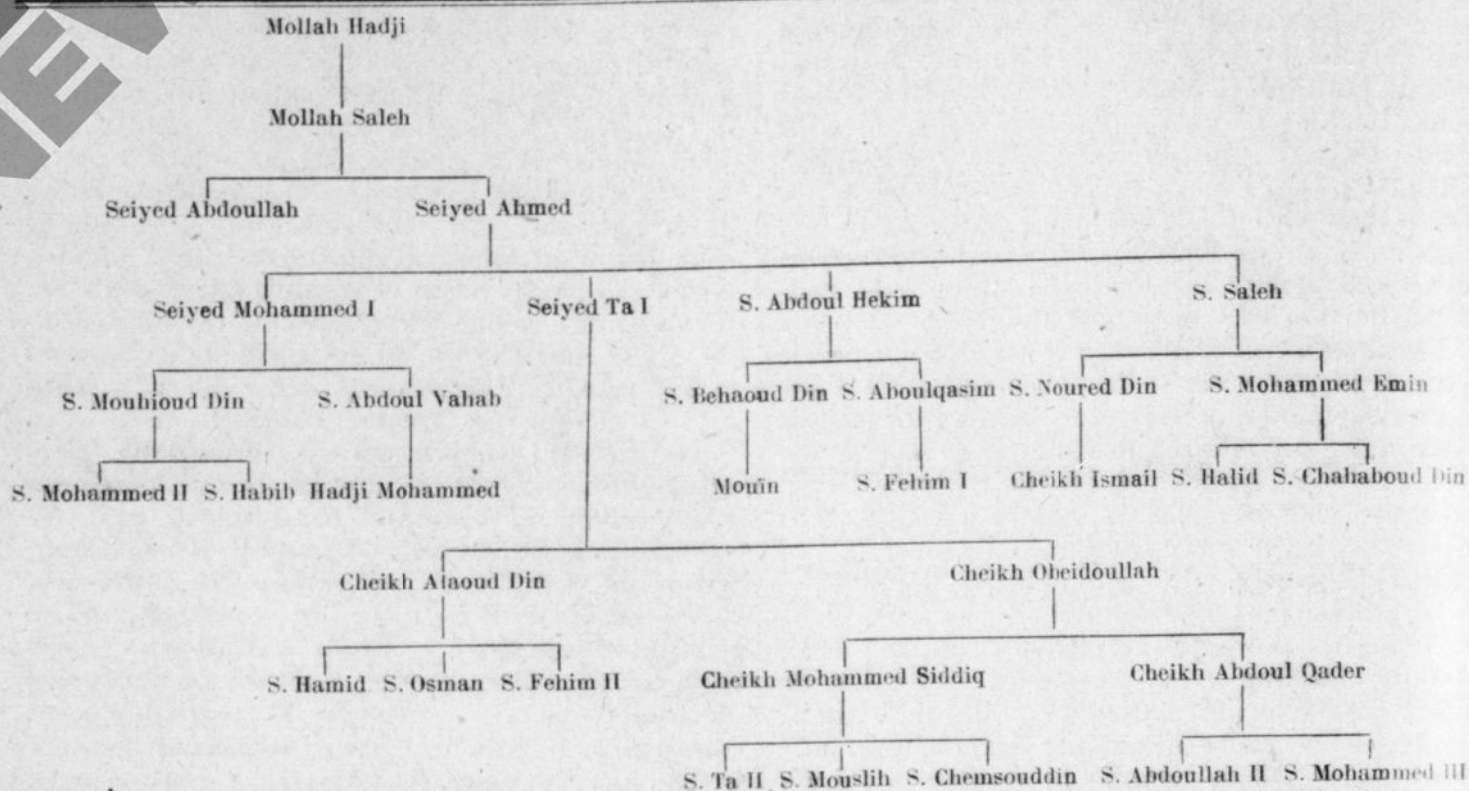 Mollah Hadji
Mollah Saleh
Seiyed Abdoullah Seiyed Ahmed
Seiyed Mohammed I Seiyed Ta I S. Abdoul Hekim S. Saleh
S. Mouhioud Din S. Abdoul Vahab S. Behaoud Din S. Aboulqasim S. Noured Din S. Mohammed Emin
S. Mohammed II S. Habib Hadji Mohammed Mouïn S. Fehim I Cheikh Ismail S. Halid S. Chahaboud Din
Cheikh Alaoud Din Cheikh Obeidoullah
S. Hamid S. Osman S. Fehim II Cheikh Mohammed Siddiq Cheikh Abdoul Qader
S. Ta II S. Mouslih S. Chemsouddin S. Abdoullah II S. Mohammed III